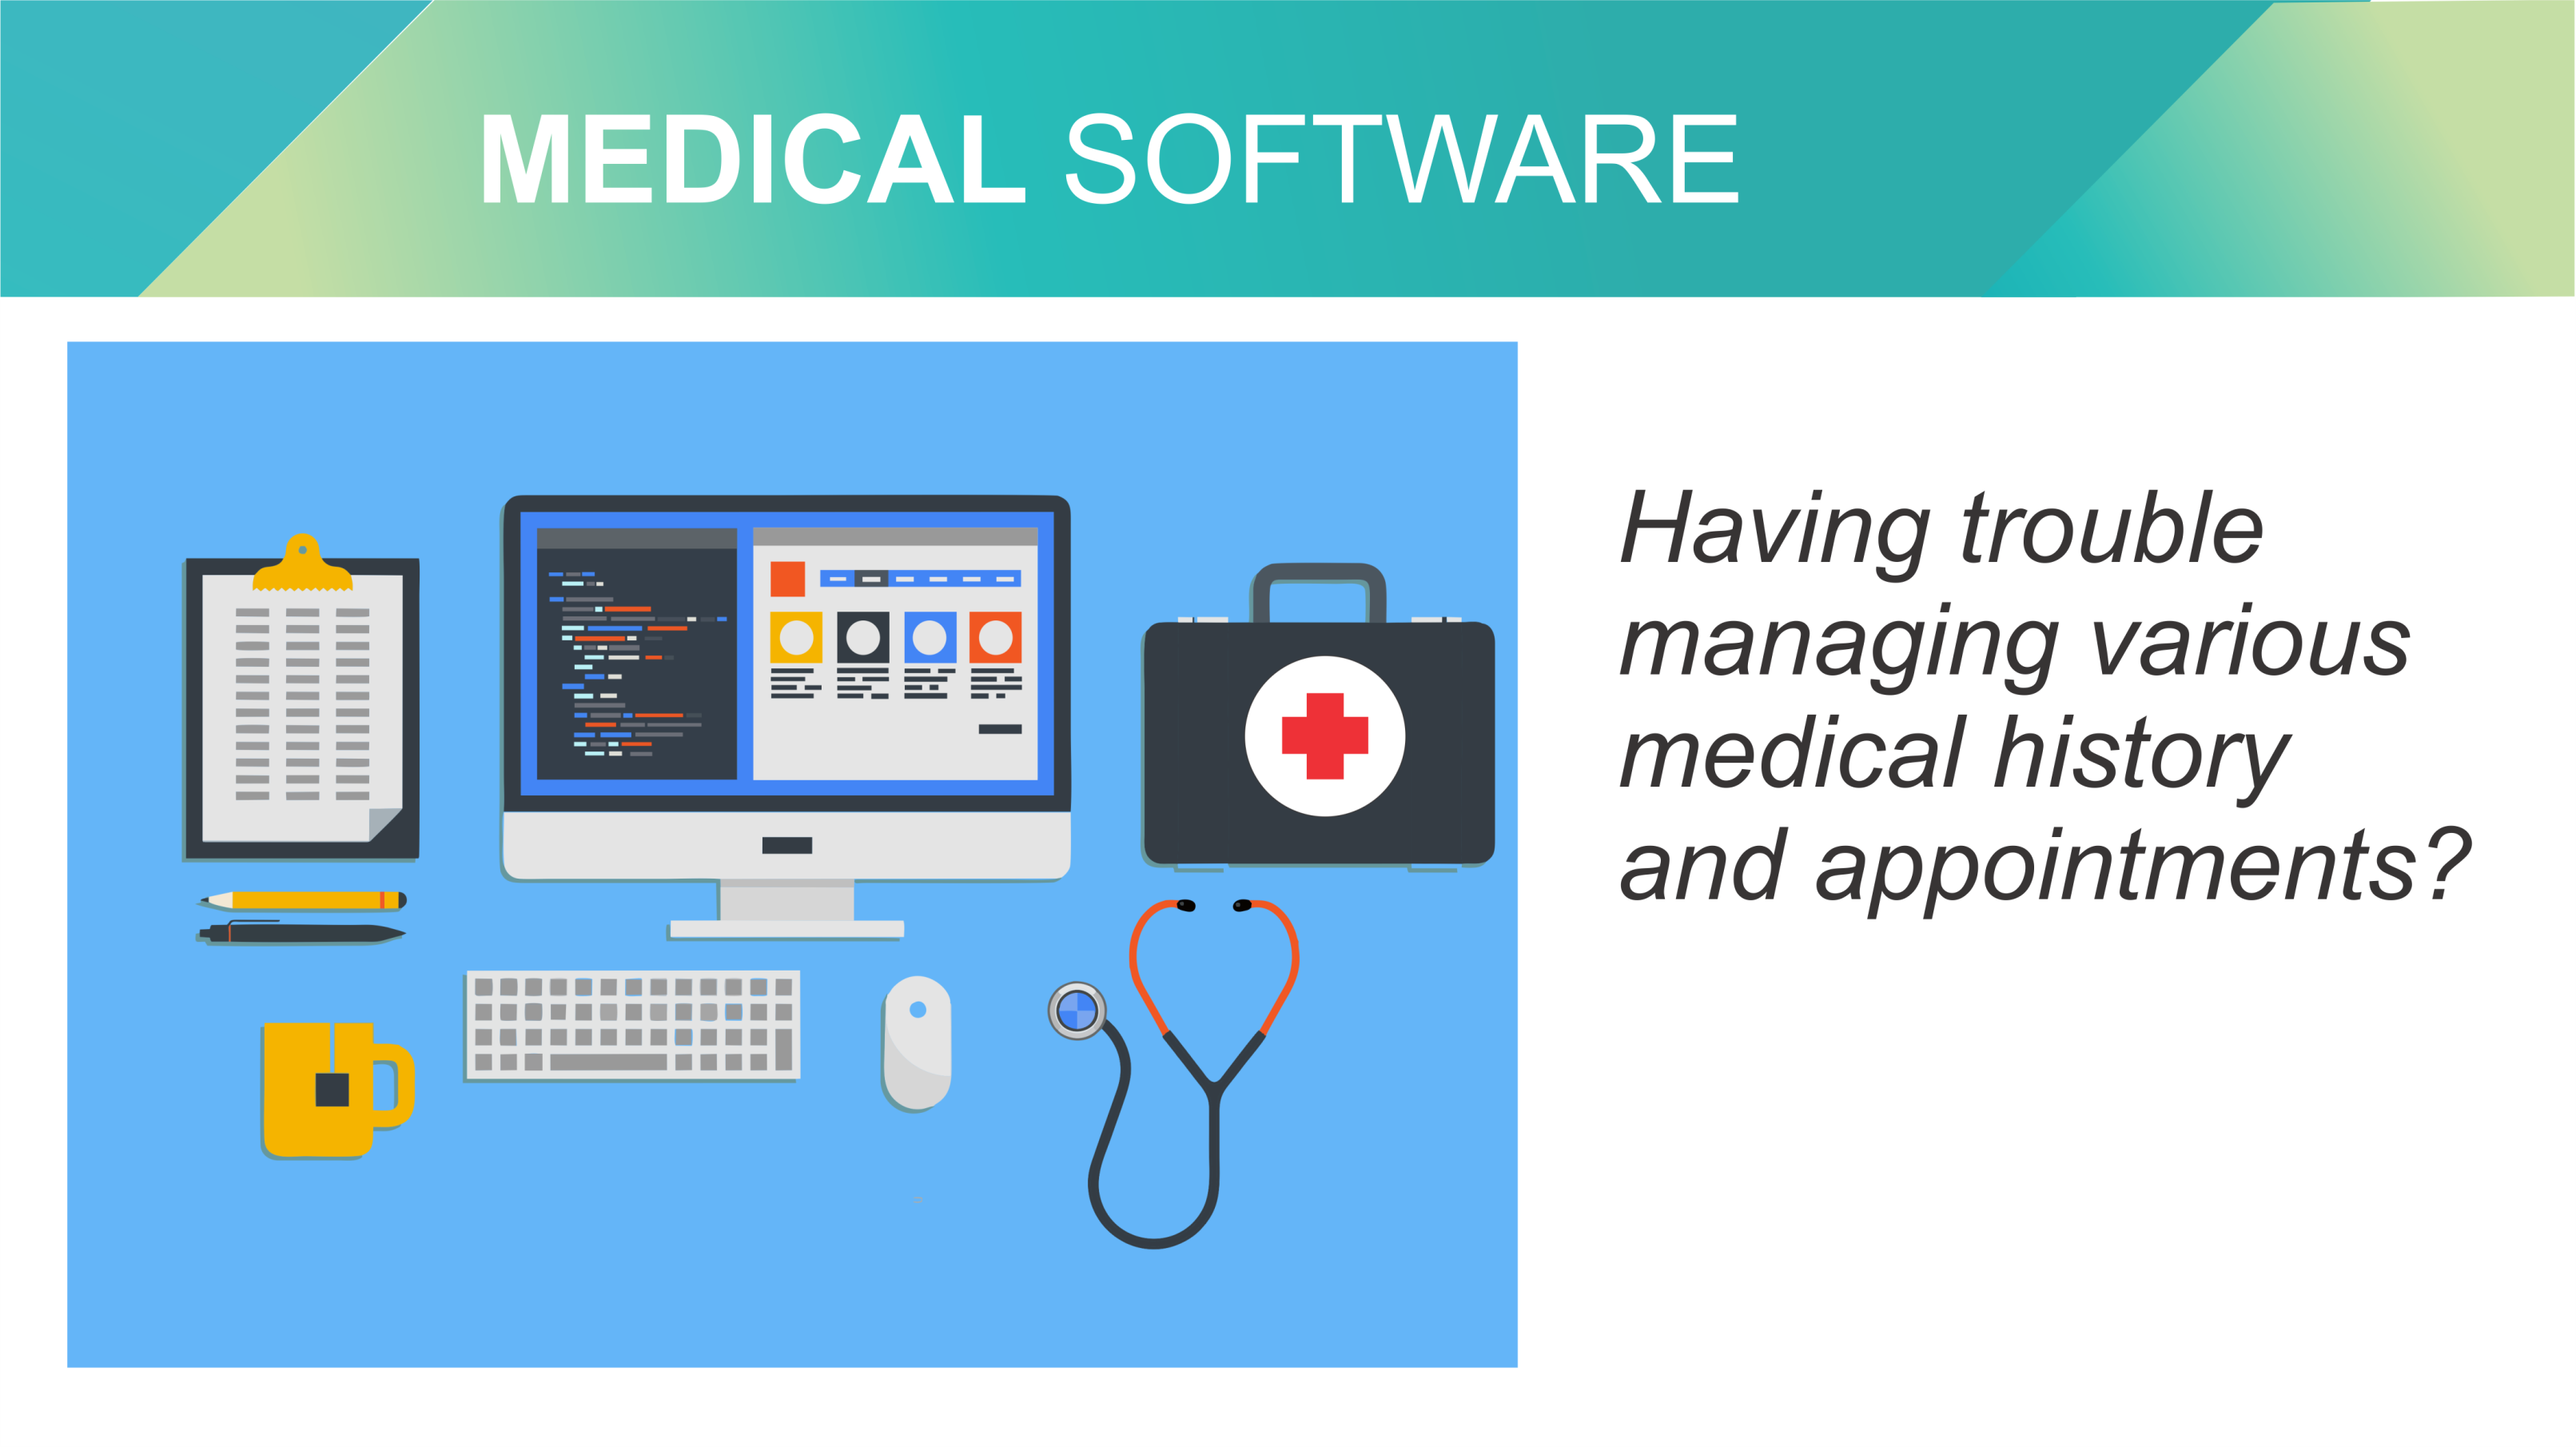 MEDICAL SOFTWARE
Having trouble
managing various
medical history
and appointments?